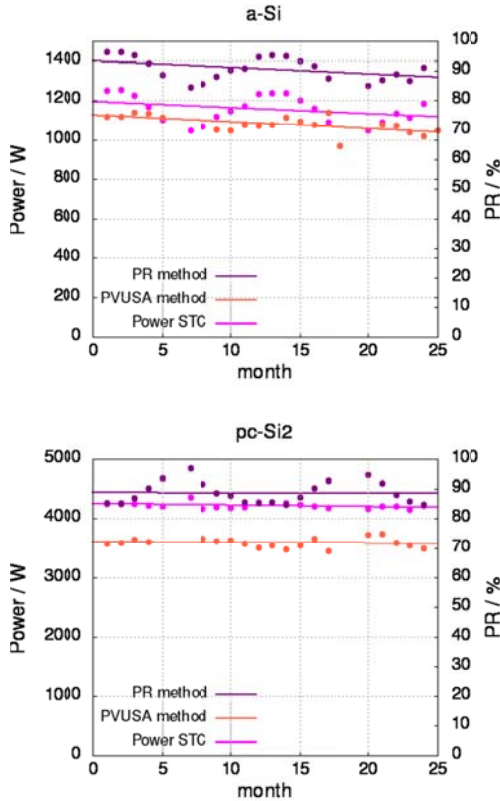 a-Si
1400
1200
1000
800
600
400
200
0
Power / W
100
90
80
70
60
50
40
30
20
10
0
PR / %
PR method
PVUSA method
Power STC
0 5 10 15 20 25
month
pc-Si2
5000
4000
3000
2000
1000
0
Power / W
100
90
80
70
60
50
40
30
20
10
0
PR / %
PR method
PVUSA method
Power STC
0 5 10 15 20 25
month